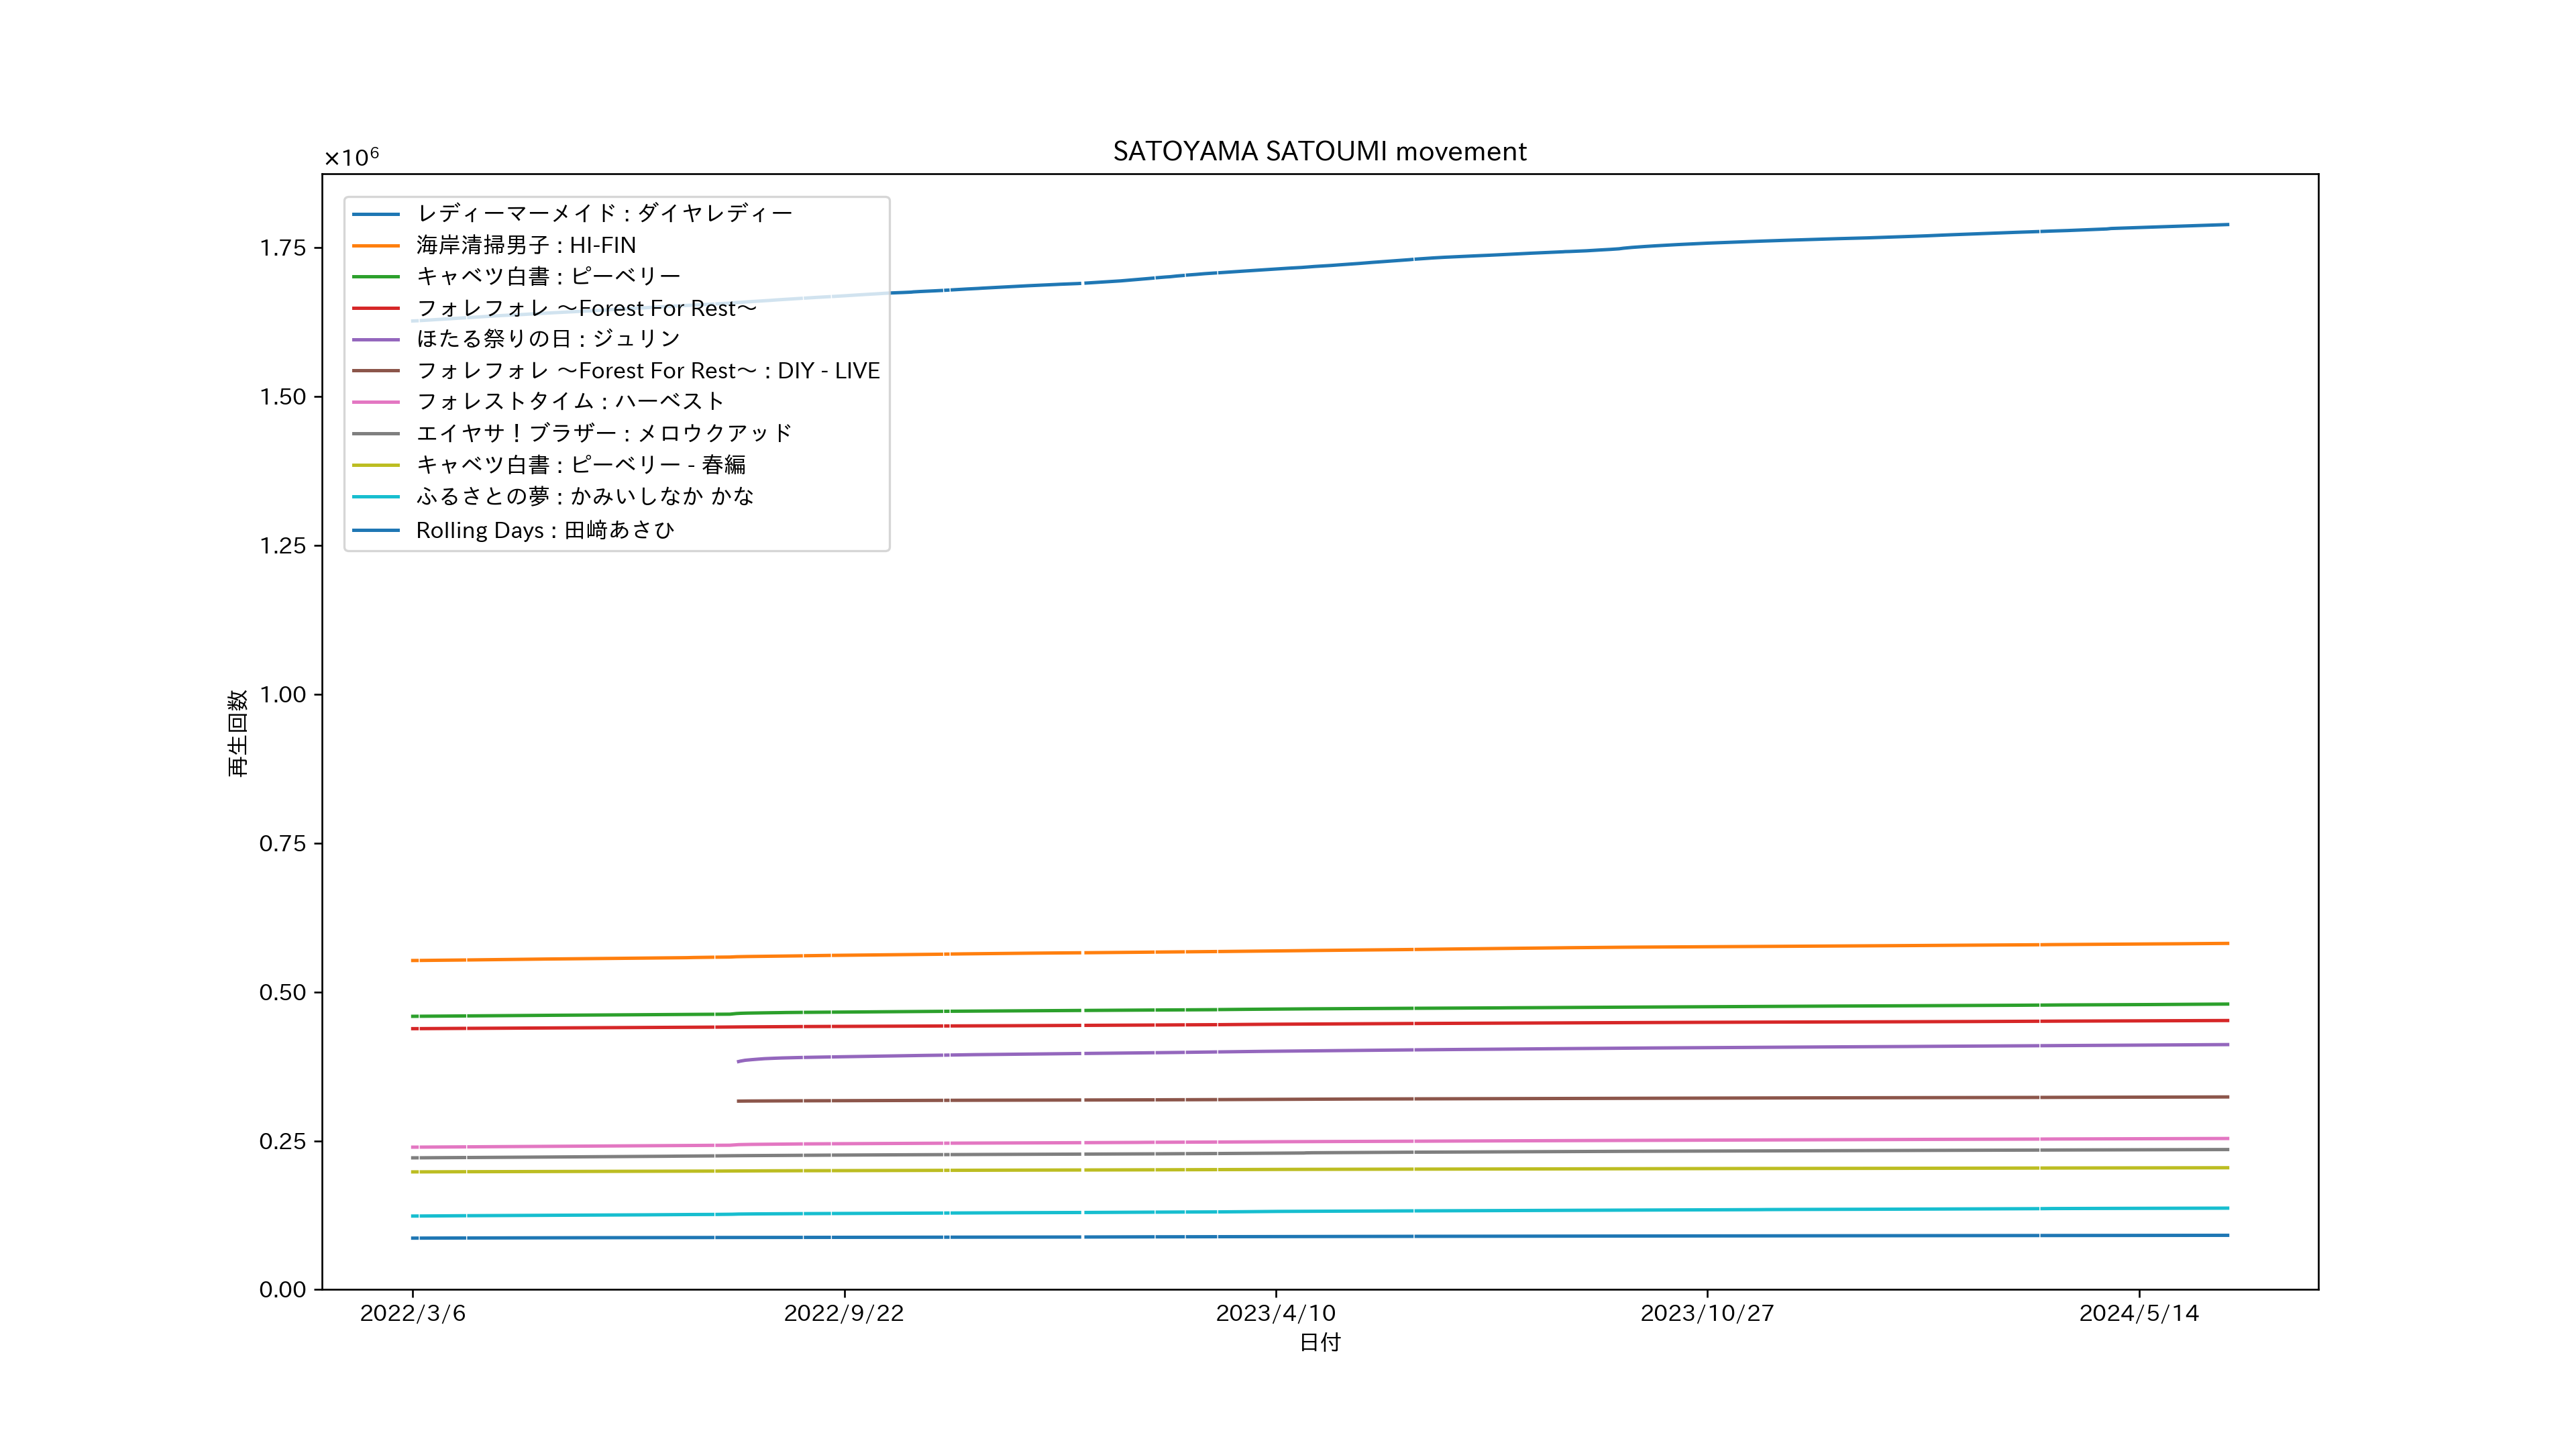 SATOYAMA SATOUMI movement
×10⁶
レディーマーメイド : ダイヤレディー
海岸清掃男子 : HI-FIN
キャベツ白書 : ピーベリー
フォレフォレ ～Forest For Rest～
ほたる祭りの日 : ジュリン
フォレフォレ ～Forest For Rest～ : DIY - LIVE
フォレストタイム : ハーベスト
エイヤサ！ブラザー : メロウクアッド
キャベツ白書 : ピーベリー - 春編
ふるさとの夢 : かみいしなか かな
Rolling Days : 田﨑あさひ
1.75
1.50
1.25
1.00
0.75
0.50
0.25
0.00
再生回数
2022/3/6
2022/9/22
2023/4/10
2023/10/27
2024/5/14
日付